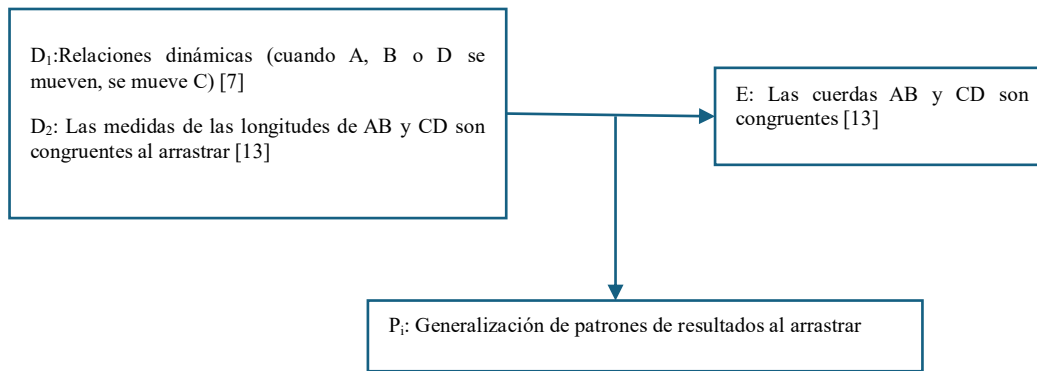 D₁:Relaciones dinámicas (cuando A, B o D se
mueven, se mueve C) [7]
D₂: Las medidas de las longitudes de AB y CD son
congruentes al arrastrar [13]
E: Las cuerdas AB y CD son
congruentes [13]
Pᵢ: Generalización de patrones de resultados al arrastrar